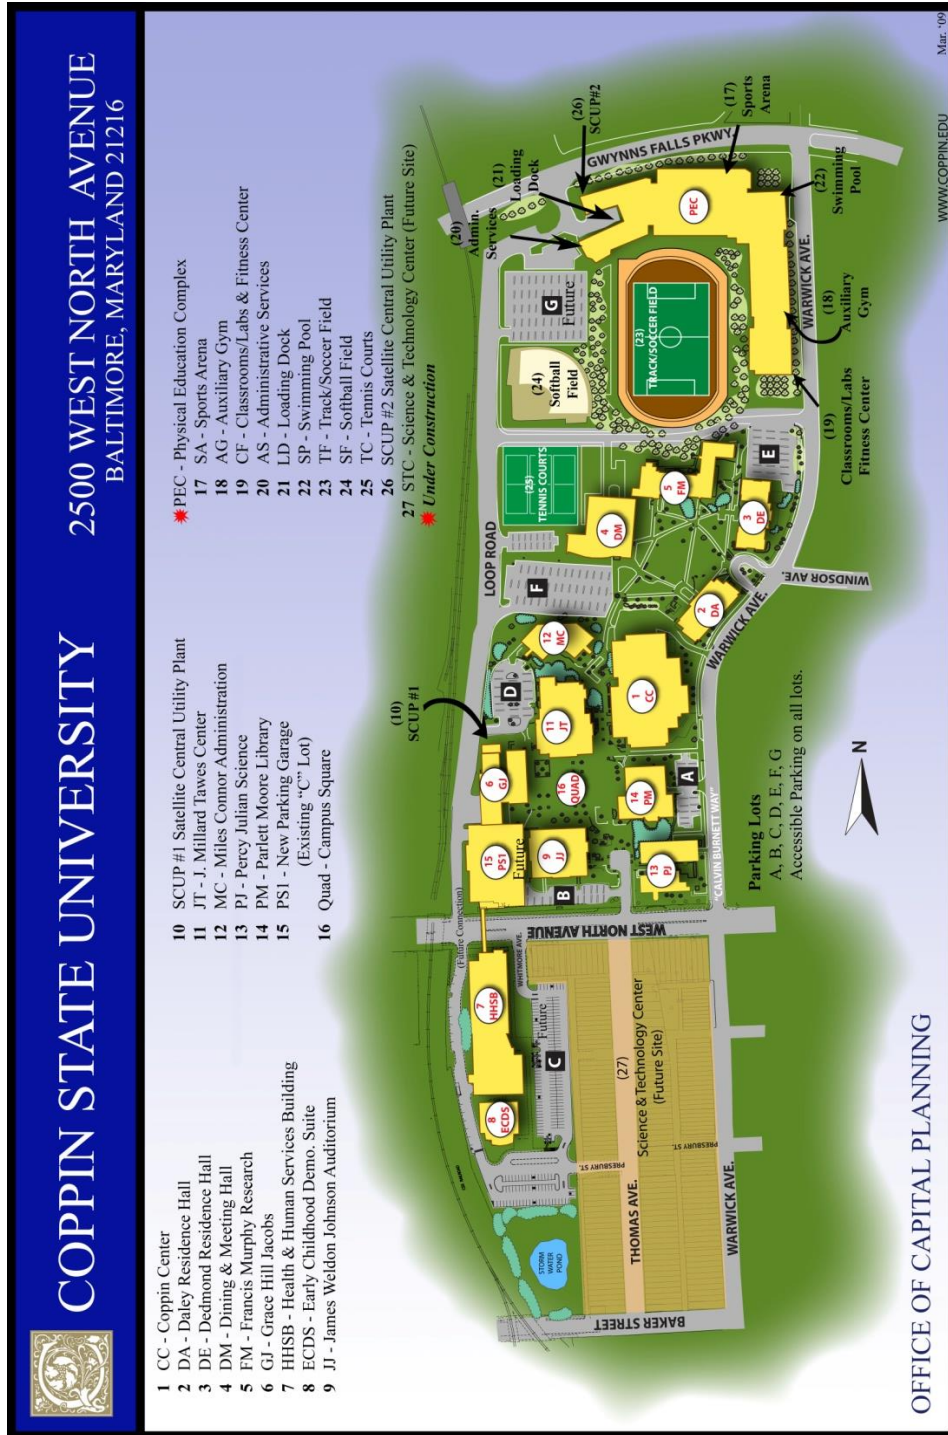 COPPIN STATE UNIVERSITY
2500 WEST NORTH AVENUE
BALTIMORE, MARYLAND 21216
1 CC - Coppin Center
2 DA - Daley Residence Hall
3 DE - Dedmond Residence Hall
4 DM - Dining & Meeting Hall
5 FM - Francis Murphy Research
6 GJ - Grace Hill Jacobs
7 HHSB - Health & Human Services Building
8 ECDS - Early Childhood Demo. Suite
9 JJ - James Weldon Johnson Auditorium
10 SCUP #1 Satellite Central Utility Plant
11 JT - J. Millard Tawes Center
12 MC - Miles Connor Administration
13 PJ - Percy Julian Science
14 PM - Parlett Moore Library
15 PS1 - New Parking Garage
(Existing “C” Lot)
16 Quad - Campus Square
PEC - Physical Education Complex
17 SA - Sports Arena
18 AG - Auxiliary Gym
19 CF - Classrooms/Labs & Fitness Center
20 AS - Administrative Services
21 LD - Loading Dock
22 SP - Swimming Pool
23 TF - Track/Soccer Field
24 SF - Softball Field
25 TC - Tennis Courts
26 SCUP #2 Satellite Central Utility Plant
27 STC - Science & Technology Center (Future Site)
Under Construction
(10)
SCUP #1
(20)
Admin.
Services
(21)
Loading
Dock
(26)
SCUP#2
GWYNNS FALLS PKWY.
(17)
Sports
Arena
(22)
Swimming
Pool
(18)
Auxiliary
Gym
(19)
Classrooms/Labs
Fitness Center
LOOP ROAD
(Future Connection)
7
HHSB
8
ECDS
15
PS1
Future
6
GJ
D
F
(25)
TENNIS COURTS
(24)
Softball
Field
G
Future
PEC
(23)
TRACK/SOCCER FIELD
9
JJ
B
16
QUAD
11
JT
12
MC
4
DM
5
FM
E
3
DE
2
DA
1
CC
14
PM
A
13
PJ
WHITMORE AVE.
C
Future
WEST NORTH AVENUE
STORM
WATER
POND
PRESBURY ST.
THOMAS AVE.
(27)
Science & Technology Center
(Future Site)
PRESBURY ST.
BAKER STREET
WARWICK AVE.
"CALVIN BURNETT WAY"
WARWICK AVE.
WINDSOR AVE.
WARWICK AVE.
Parking Lots
A, B, C, D, E, F, G
Accessible Parking on all lots.
N
OFFICE OF CAPITAL PLANNING
WWW.COPPIN.EDU
Mar. '09